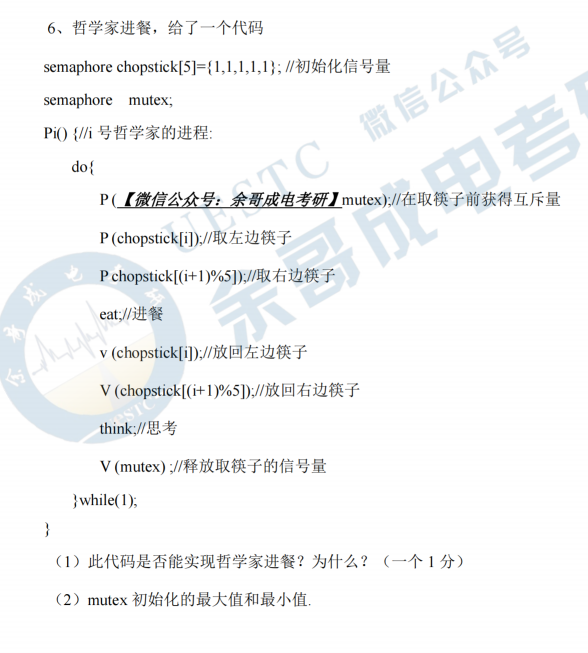 6、哲学家进餐，给了一个代码
semaphore chopstick[5]={1,1,1,1,1}; //初始化信号量
semaphore mutex;
Pi() {//i 号哲学家的进程:
do{
P (【微信公众号：余哥成电考研】mutex);//在取筷子前获得互斥量
P (chopstick[i]);//取左边筷子
P chopstick[(i+1)%5]);//取右边筷子
eat;//进餐
v (chopstick[i]);//放回左边筷子
V (chopstick[(i+1)%5]);//放回右边筷子
think;//思考
V (mutex) ;//释放取筷子的信号量
}while(1);
}
（1）此代码是否能实现哲学家进餐？为什么？（一个 1 分）
（2）mutex 初始化的最大值和最小值.
微信公众号
UESTC
余哥成电考研